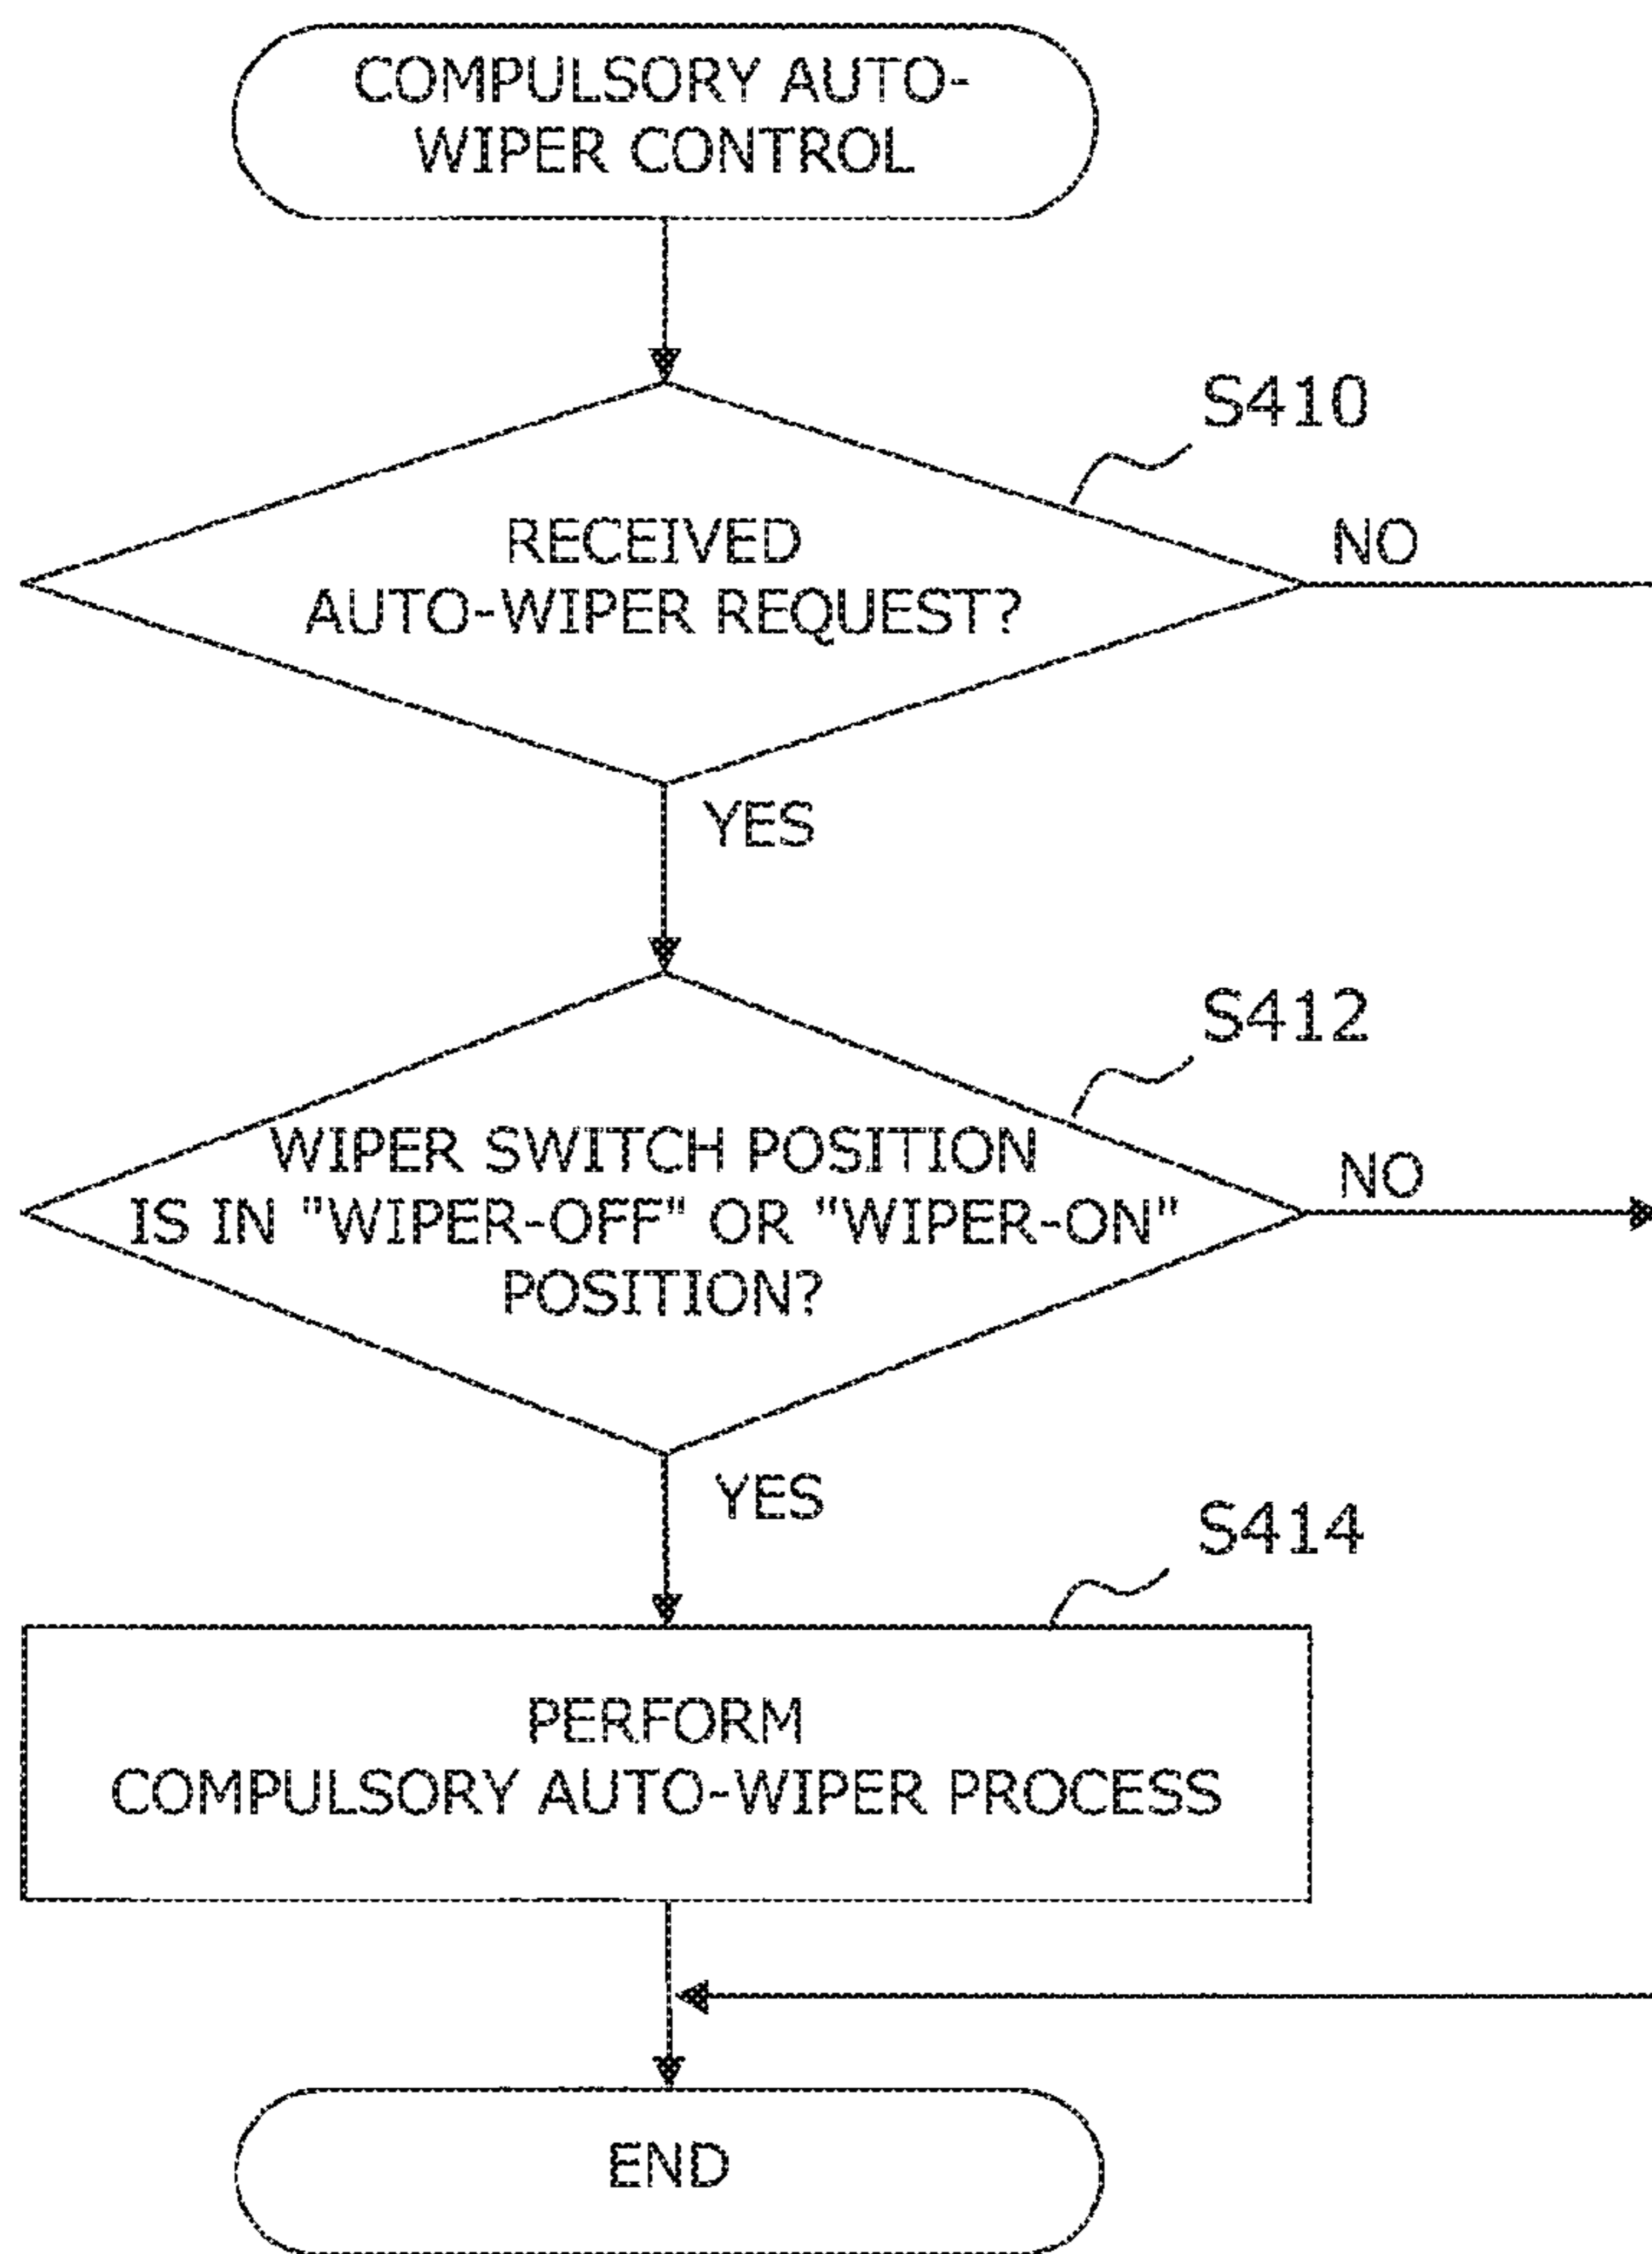 COMPULSORY AUTO-
WIPER CONTROL
S410
RECEIVED
AUTO-WIPER REQUEST?
NO
YES
S412
WIPER SWITCH POSITION
IS IN "WIPER-OFF" OR "WIPER-ON"
POSITION?
NO
YES
S414
PERFORM
COMPULSORY AUTO-WIPER PROCESS
END